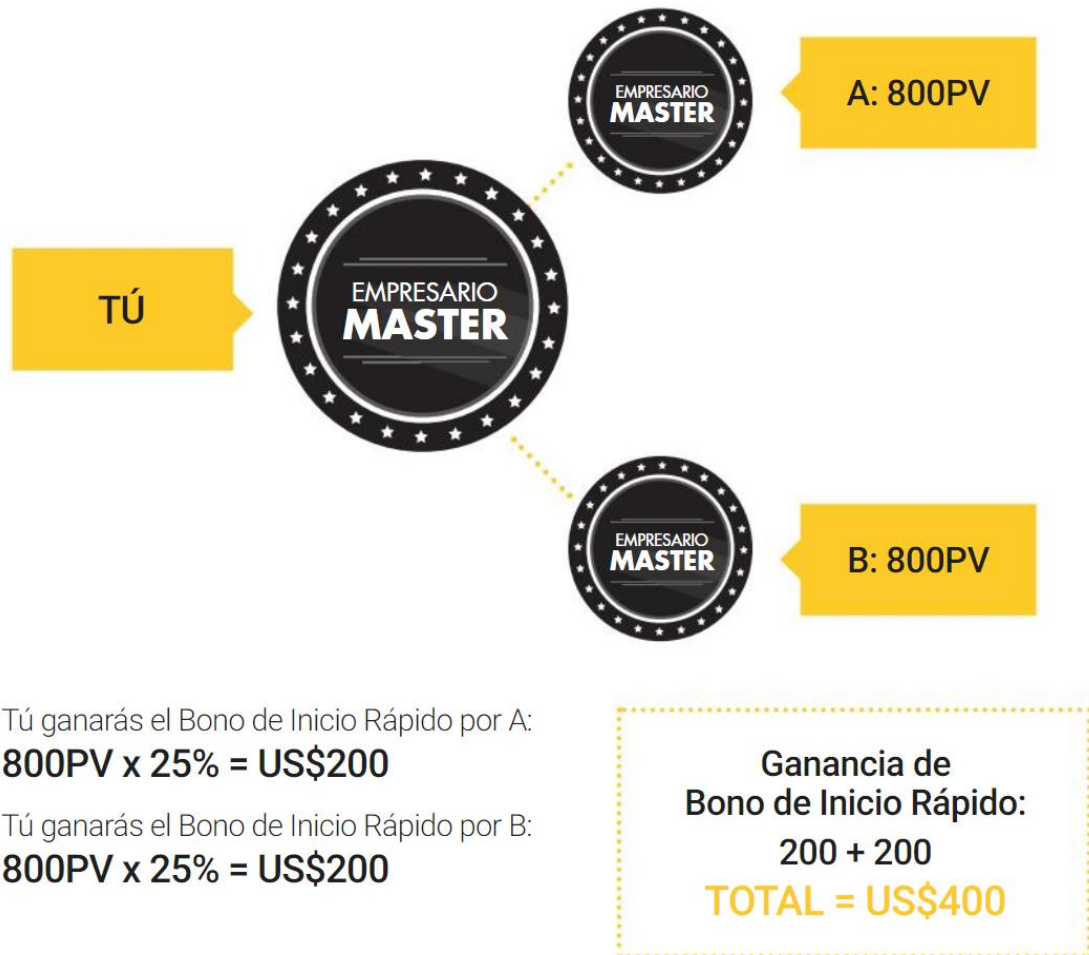 EMPRESARIO
MASTER
A: 800PV
TÚ
EMPRESARIO
MASTER
EMPRESARIO
MASTER
B: 800PV
Tú ganarás el Bono de Inicio Rápido por A:
800PV x 25% = US$200
Tú ganarás el Bono de Inicio Rápido por B:
800PV x 25% = US$200
Ganancia de
Bono de Inicio Rápido:
200 + 200
TOTAL = US$400